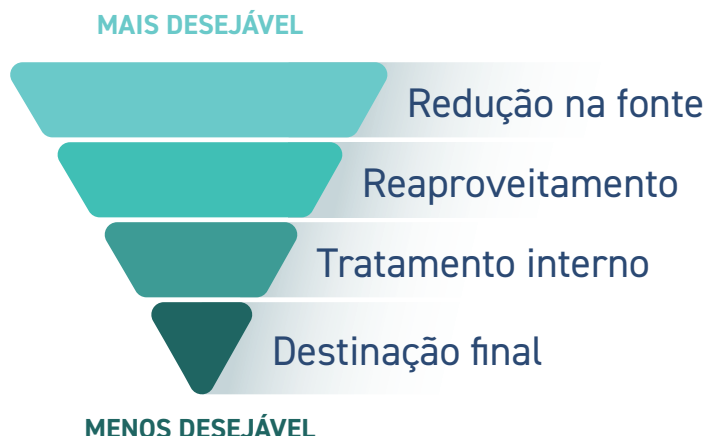 MAIS DESEJÁVEL
Redução na fonte
Reaproveitamento
Tratamento interno
Destinação final
MENOS DESEJÁVEL